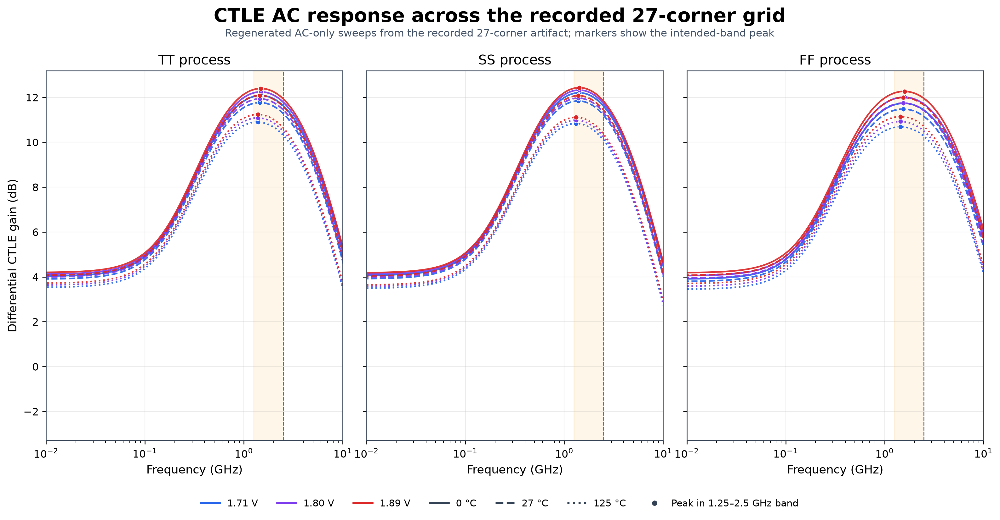 CTLE AC response across the recorded 27-corner grid
Regenerated AC-only sweeps from the recorded 27-corner artifact; markers show the intended-band peak
TT process
SS process
FF process
Differential CTLE gain (dB)
12
10
8
6
4
2
0
−2
10⁻² 10⁻¹ 10⁰ 10¹
10⁻² 10⁻¹ 10⁰ 10¹
10⁻² 10⁻¹ 10⁰ 10¹
Frequency (GHz)
Frequency (GHz)
Frequency (GHz)
1.71 V 1.80 V 1.89 V 0 °C 27 °C 125 °C Peak in 1.25–2.5 GHz band